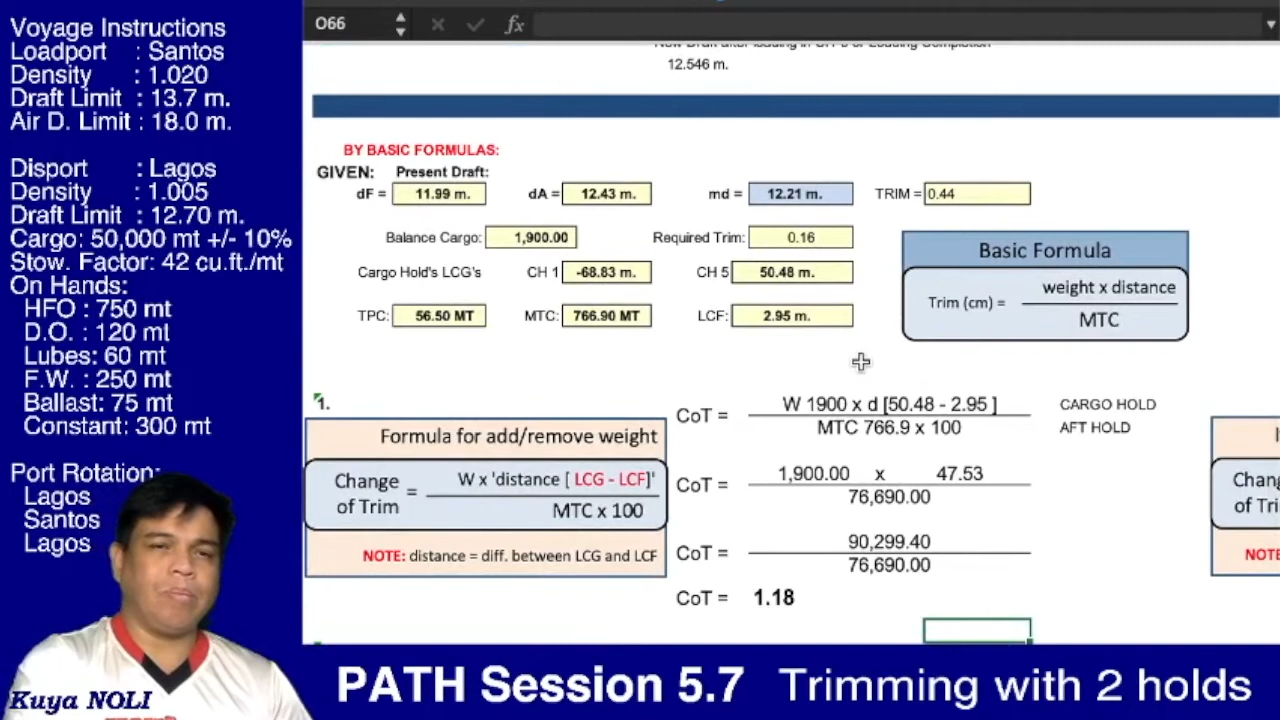 Voyage Instructions
Loadport : Santos
Density : 1.020
Draft Limit : 13.7 m.
Air D. Limit : 18.0 m.
Disport : Lagos
Density : 1.005
Draft Limit : 12.70 m.
Cargo: 50,000 mt +/- 10%
Stow. Factor: 42 cu.ft./mt
On Hands:
HFO : 750 mt
D.O. : 120 mt
Lubes: 60 mt
F.W. : 250 mt
Ballast: 75 mt
Constant: 300 mt
Port Rotation:
Lagos
Santos
Lagos
Kuya NOLI
O66
fx
12.546 m.
BY BASIC FORMULAS:
GIVEN: Present Draft:
dF = 11.99 m. dA = 12.43 m. md = 12.21 m. TRIM = 0.44
Balance Cargo: 1,900.00 Required Trim: 0.16
Cargo Hold's LCG's CH 1 -68.83 m. CH 5 50.48 m.
TPC: 56.50 MT MTC: 766.90 MT LCF: 2.95 m.
Basic Formula
Trim (cm) = weight x distance
MTC
1.
Formula for add/remove weight
Change of Trim = W x 'distance [ LCG - LCF]'
MTC x 100
NOTE: distance = diff. between LCG and LCF
CoT = W 1900 x d [50.48 - 2.95 ] CARGO HOLD
MTC 766.9 x 100 AFT HOLD
CoT = 1,900.00 x 47.53
76,690.00
CoT = 90,299.40
76,690.00
CoT = 1.18
of Tri
NOTE
PATH Session 5.7 Trimming with 2 holds